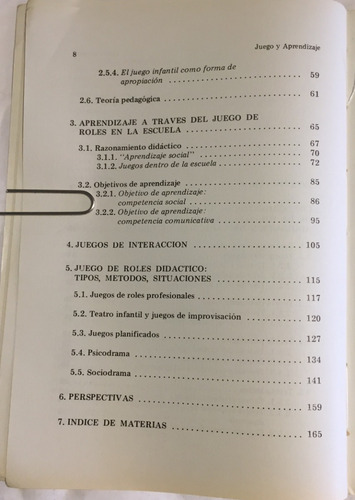 8 Juego y Aprendizaje
2.5.4. El juego infantil como forma de
apropiación 59
2.6. Teoría pedagógica 61
3. APRENDIZAJE A TRAVES DEL JUEGO DE
ROLES EN LA ESCUELA 65
3.1. Razonamiento didáctico 67
3.1.1. "Aprendizaje social" 70
3.1.2. Juegos dentro de la escuela 72
3.2. Objetivos de aprendizaje 85
3.2.1. Objetivo de aprendizaje:
competencia social 86
3.2.2. Objetivo de aprendizaje:
competencia comunicativa 95
4. JUEGOS DE INTERACCION 105
5. JUEGO DE ROLES DIDACTICO:
TIPOS, METODOS, SITUACIONES 115
5.1. Juegos de roles profesionales 117
5.2. Teatro infantil y juegos de improvisación 120
5.3. Juegos planificados 127
5.4. Psicodrama 134
5.5. Sociodrama 141
6. PERSPECTIVAS 159
7. INDICE DE MATERIAS 165